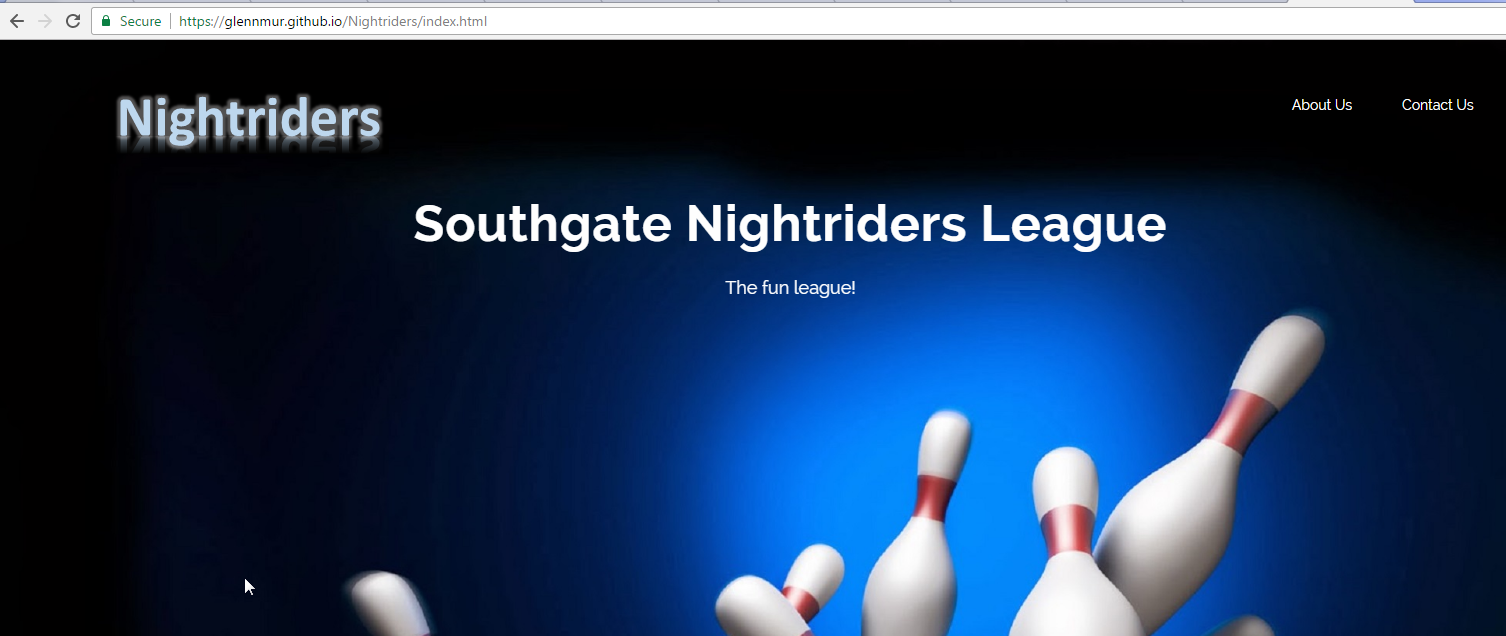 Secure https://glennmur.github.io/Nightriders/index.html
Nightriders
About Us Contact Us
Southgate Nightriders League
The fun league!